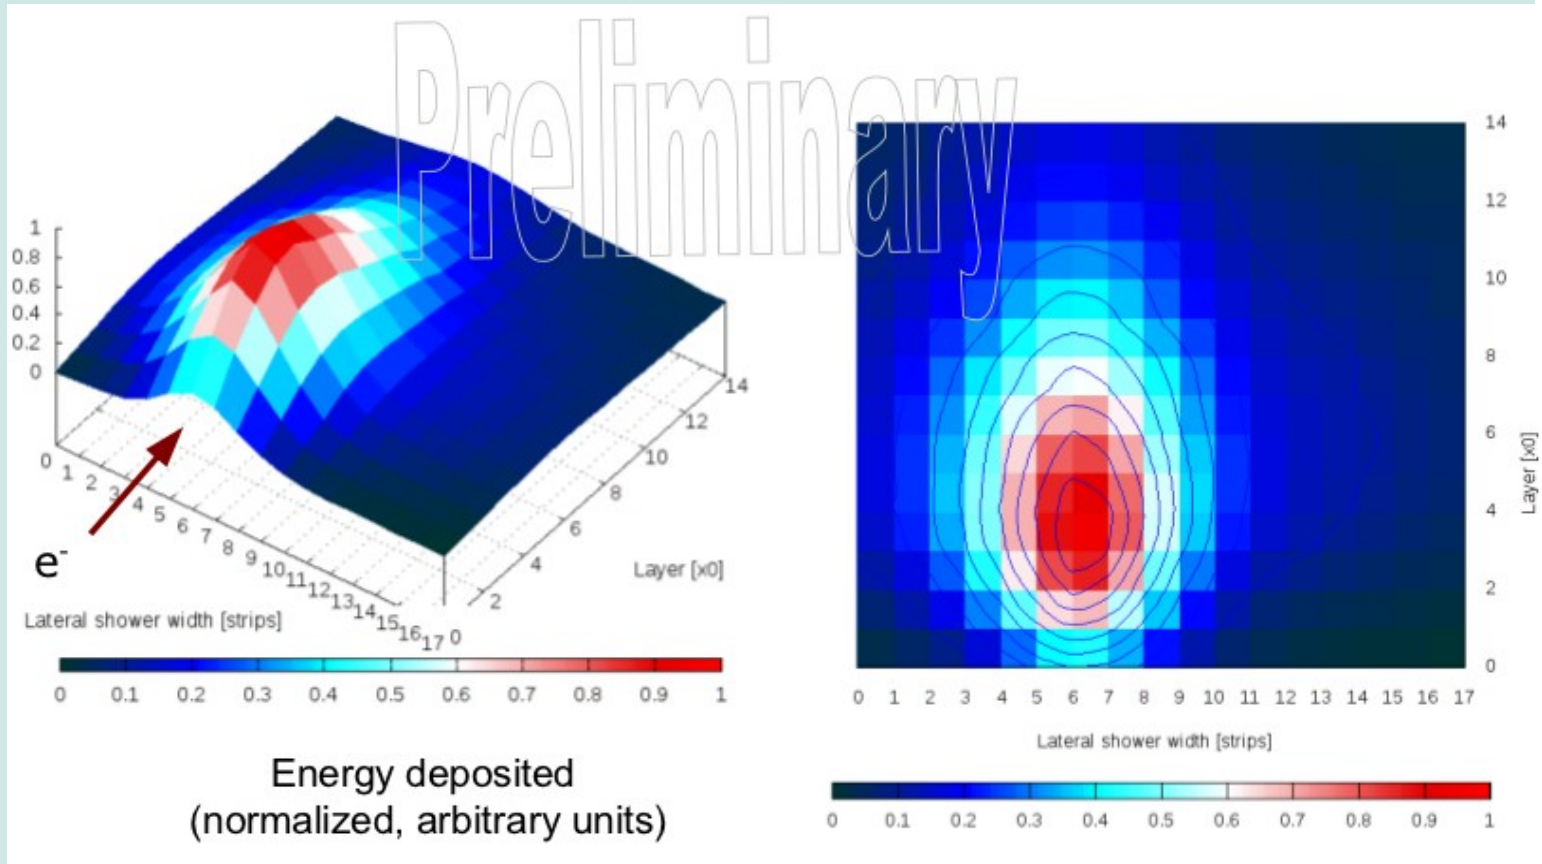 Preliminary
1
0.8
0.6
0.4
0.2
0
0 1 2 3 4 5 6 7 8 9 10 11 12 13 14 15 16 17
0 2 4 6 8 10 12 14
e-
Layer [x0]
Lateral shower width [strips]
0 0.1 0.2 0.3 0.4 0.5 0.6 0.7 0.8 0.9 1
Energy deposited
(normalized, arbitrary units)
14
12
10
8
6
4
2
0
Layer [x0]
0 1 2 3 4 5 6 7 8 9 10 11 12 13 14 15 16 17
Lateral shower width [strips]
0 0.1 0.2 0.3 0.4 0.5 0.6 0.7 0.8 0.9 1